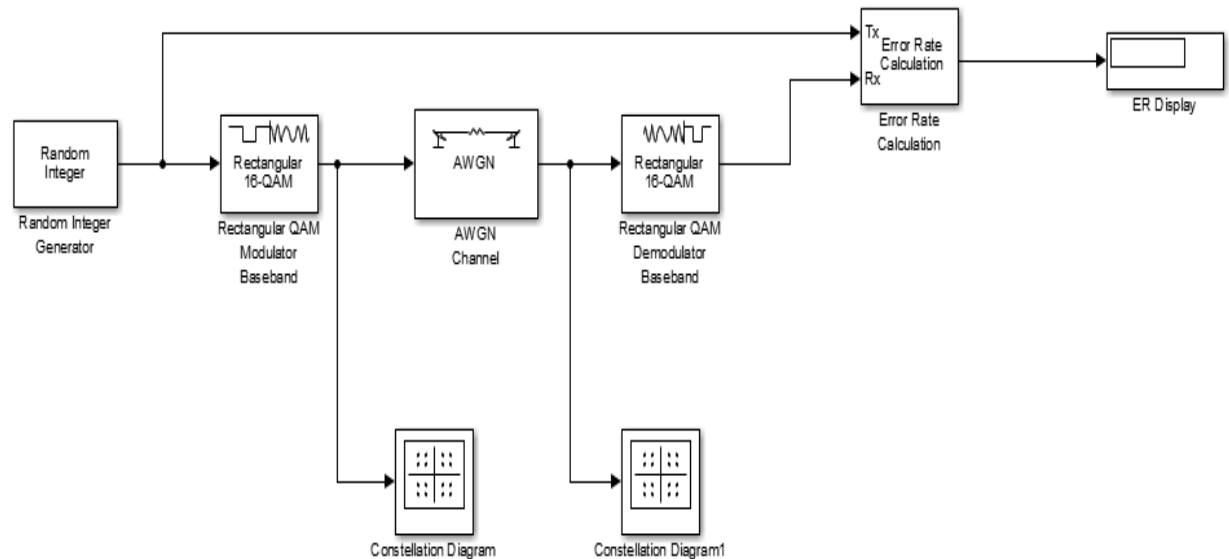 Tx
Error Rate
Calculation
Rx
Error Rate
Calculation
ER Display
Random
Integer
Random Integer
Generator
Rectangular
16-QAM
Rectangular QAM
Modulator
Baseband
AWGN
AWGN
Channel
Rectangular
16-QAM
Rectangular QAM
Demodulator
Baseband
Constellation Diagram
Constellation Diagram1